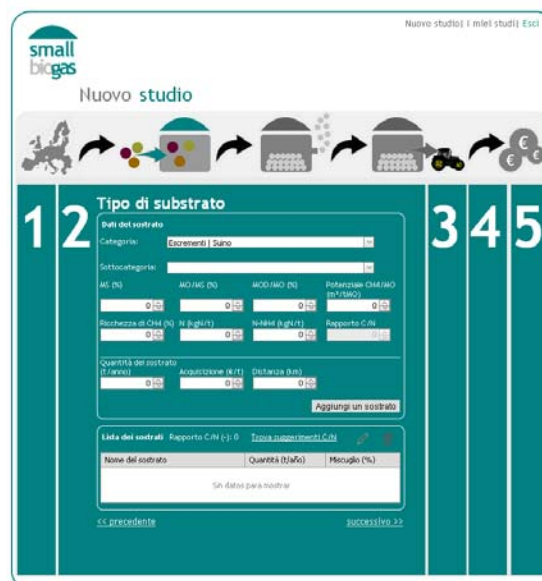 Nuovo studio| I miei studi| Esci
small
biogas
Nuovo studio
1
2
Tipo di substrato
Dati del sostrato
Categoria: Escrementi | Suino
Sottocategoria:
MS (%) MO/MS (%) MOD/MO (%) Potenziale CH4/MO (m³/tMO)
0 0 0 0
Ricchezza di CH4 (%) N (kgN/t) N-NH4 (kgN/t) Rapporto C/N
0 0 0 0
Quantità del sostrato (t/anno) Acquisizione (€/t) Distanza (km)
0 0 0
Aggiungi un sostrato
Lista dei sostrati Rapporto C/N (-): 0 Trova suggerimenti C/N
Nome del sostrato Quantità (t/año) Miscuglio (%)
Sin datos para mostrar
<< precedente successivo >>
3
4
5